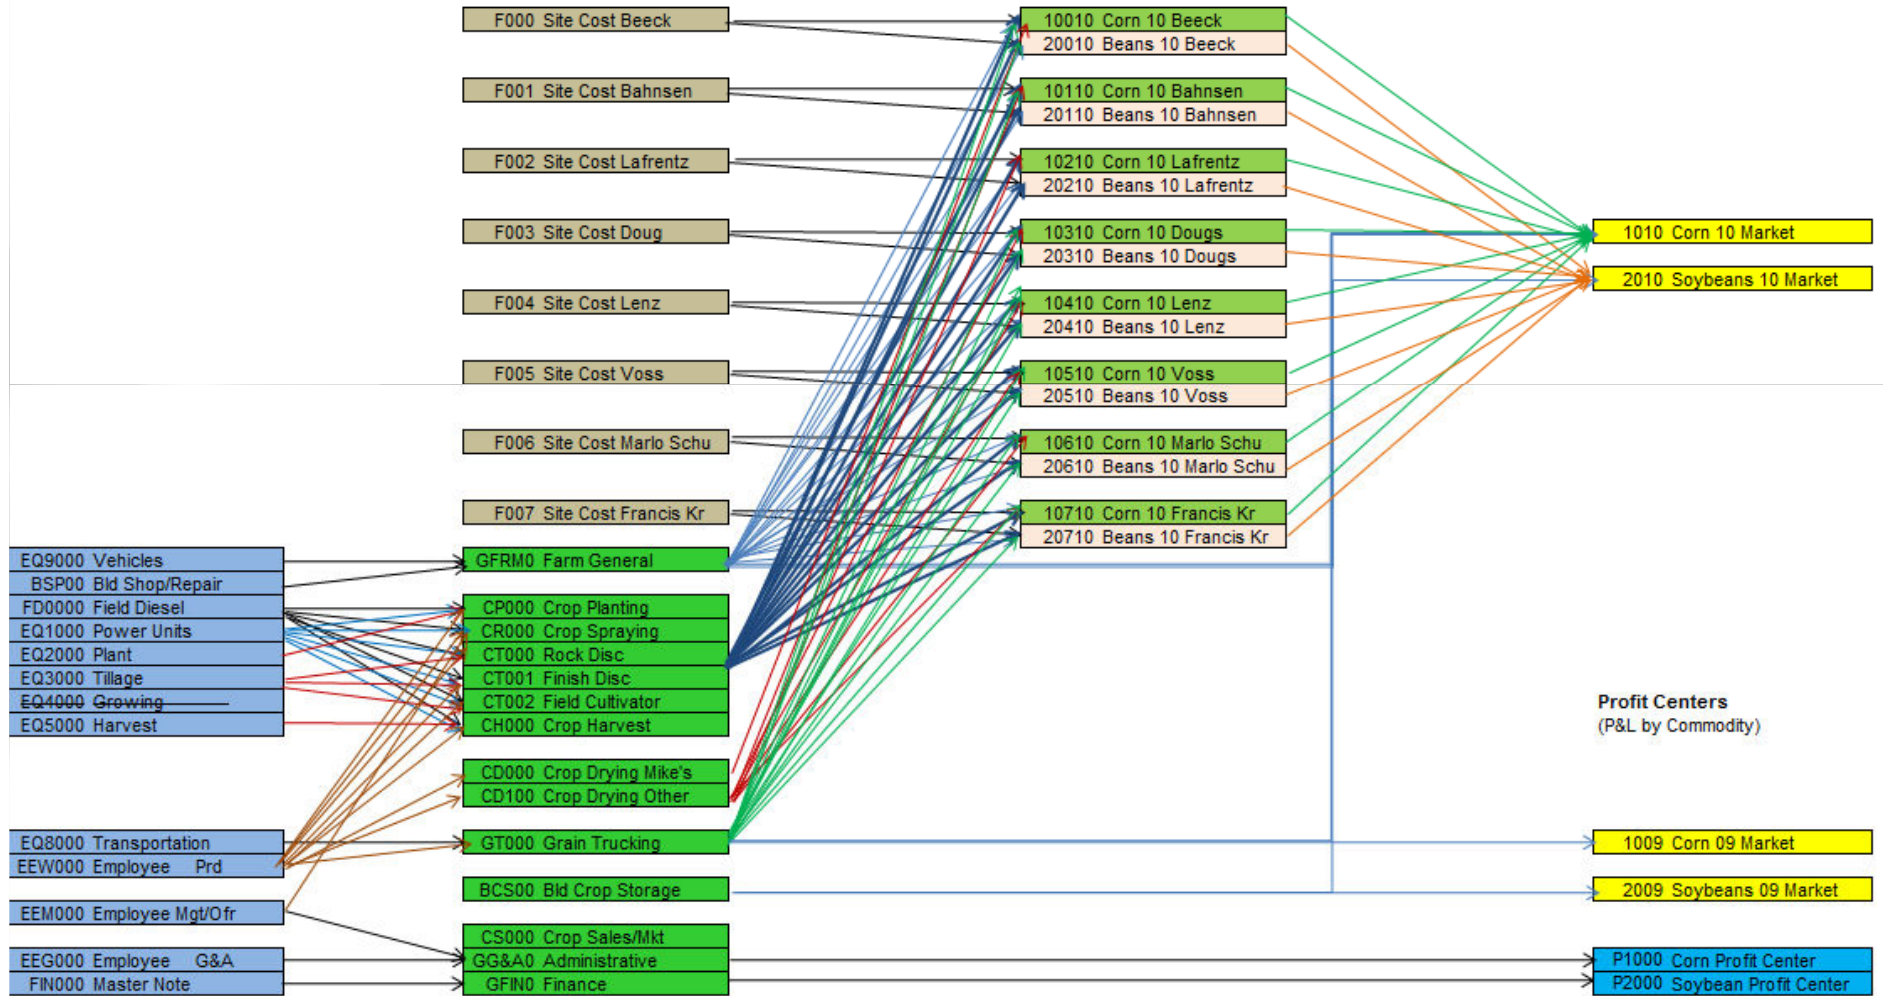 F000 Site Cost Beeck
10010 Corn 10 Beeck
20010 Beans 10 Beeck
F001 Site Cost Bahnsen
10110 Corn 10 Bahnsen
20110 Beans 10 Bahnsen
F002 Site Cost Lafrentz
10210 Corn 10 Lafrentz
20210 Beans 10 Lafrentz
F003 Site Cost Doug
10310 Corn 10 Dougs
1010 Corn 10 Market
20310 Beans 10 Dougs
2010 Soybeans 10 Market
F004 Site Cost Lenz
10410 Corn 10 Lenz
20410 Beans 10 Lenz
F005 Site Cost Voss
10510 Corn 10 Voss
20510 Beans 10 Voss
F006 Site Cost Marlo Schu
10610 Corn 10 Marlo Schu
20610 Beans 10 Marlo Schu
F007 Site Cost Francis Kr
10710 Corn 10 Francis Kr
20710 Beans 10 Francis Kr
EQ9000 Vehicles
GFRM0 Farm General
BSP00 Bld Shop/Repair
FD0000 Field Diesel
CP000 Crop Planting
EQ1000 Power Units
CR000 Crop Spraying
EQ2000 Plant
CT000 Rock Disc
EQ3000 Tillage
CT001 Finish Disc
EQ4000 Growing
CT002 Field Cultivator
Profit Centers
EQ5000 Harvest
CH000 Crop Harvest
(P&L by Commodity)
CD000 Crop Drying Mike's
CD100 Crop Drying Other
EQ8000 Transportation
GT000 Grain Trucking
1009 Corn 09 Market
EEW000 Employee Prd
BCS00 Bld Crop Storage
2009 Soybeans 09 Market
EEM000 Employee Mgt/Ofr
CS000 Crop Sales/Mkt
EEG000 Employee G&A
GG&A0 Administrative
P1000 Corn Profit Center
FIN000 Master Note
GFIN0 Finance
P2000 Soybean Profit Center